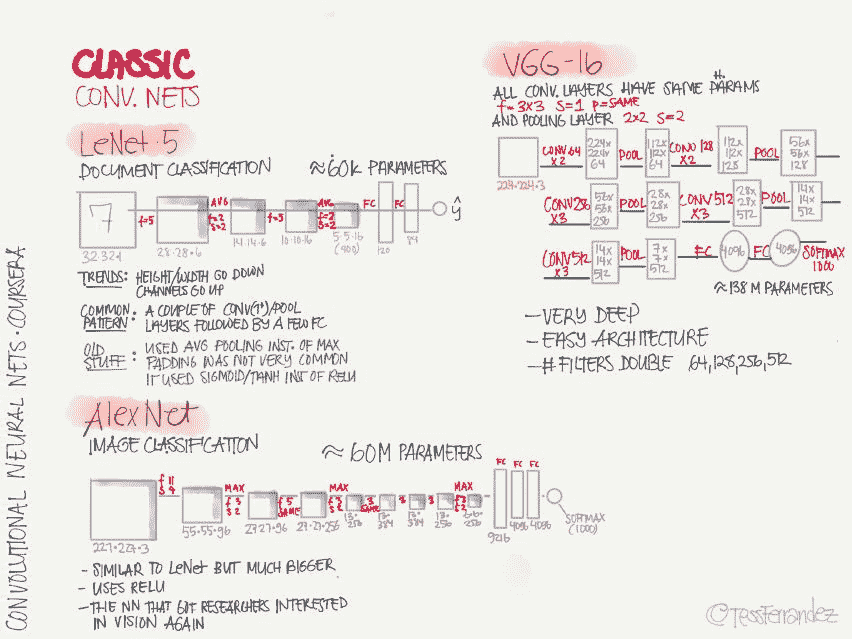 CLASSIC
CONV. NETS
LeNet-5
DOCUMENT CLASSIFICATION ≈60K PARAMETERS
7
f=5
AVG
f=2
S=2
f=5
AVG
f=2
S=2
FC
FC
ŷ
32·32·1
28·28·6
14·14·6
10·10·16
5·5·16
(400)
120
84
TRENDS: HEIGHT/WIDTH GO DOWN
CHANNELS GO UP
COMMON PATTERN: A COUPLE OF CONV(1+)/POOL
LAYERS FOLLOWED BY A FEW FC
OLD STUFF: USED AVG POOLING INST. OF MAX
PADDING WAS NOT VERY COMMON
IT USED SIGMOID/TANH INST OF RELU
AlexNet
IMAGE CLASSIFICATION ≈ 60M PARAMETERS
f 11
S 4
MAX
f 3
S 2
f 5
SAME
MAX
f 3
S 2
3
SAME
3
3
MAX
f 3
S 2
FC FC FC
227·227·3
55·55·96
27·27·96
27·27·256
13·
256
13·
384
13·
384
13·
256
6·6·
256
9216
4096
4096
SOFTMAX
(1000)
- SIMILAR TO LeNet BUT MUCH BIGGER
- USES RELU
- THE NN THAT GOT RESEARCHERS INTERESTED
IN VISION AGAIN
VGG-16
ALL CONV. LAYERS HAVE SAME H. PARAMS
f=3x3 S=1 P=SAME
AND POOLING LAYER 2x2 S=2
224·224·3
CONV 64
x2
224x
224x
64
POOL
112x
112x
64
CONV 128
x2
112x
112x
128
POOL
56x
56x
128
CONV 256
x3
56x
56x
256
POOL
28x
28x
256
CONV 512
x3
28x
28x
512
POOL
14x
14x
512
CONV 512
x3
14x
14x
512
POOL
7x
7x
512
FC
4096
FC
4096
SOFTMAX
1000
≈138 M PARAMETERS
- VERY DEEP
- EASY ARCHITECTURE
- # FILTERS DOUBLE 64,128,256,512
CONVOLUTIONAL NEURAL NETS · COURSERA
©TessFerrandez